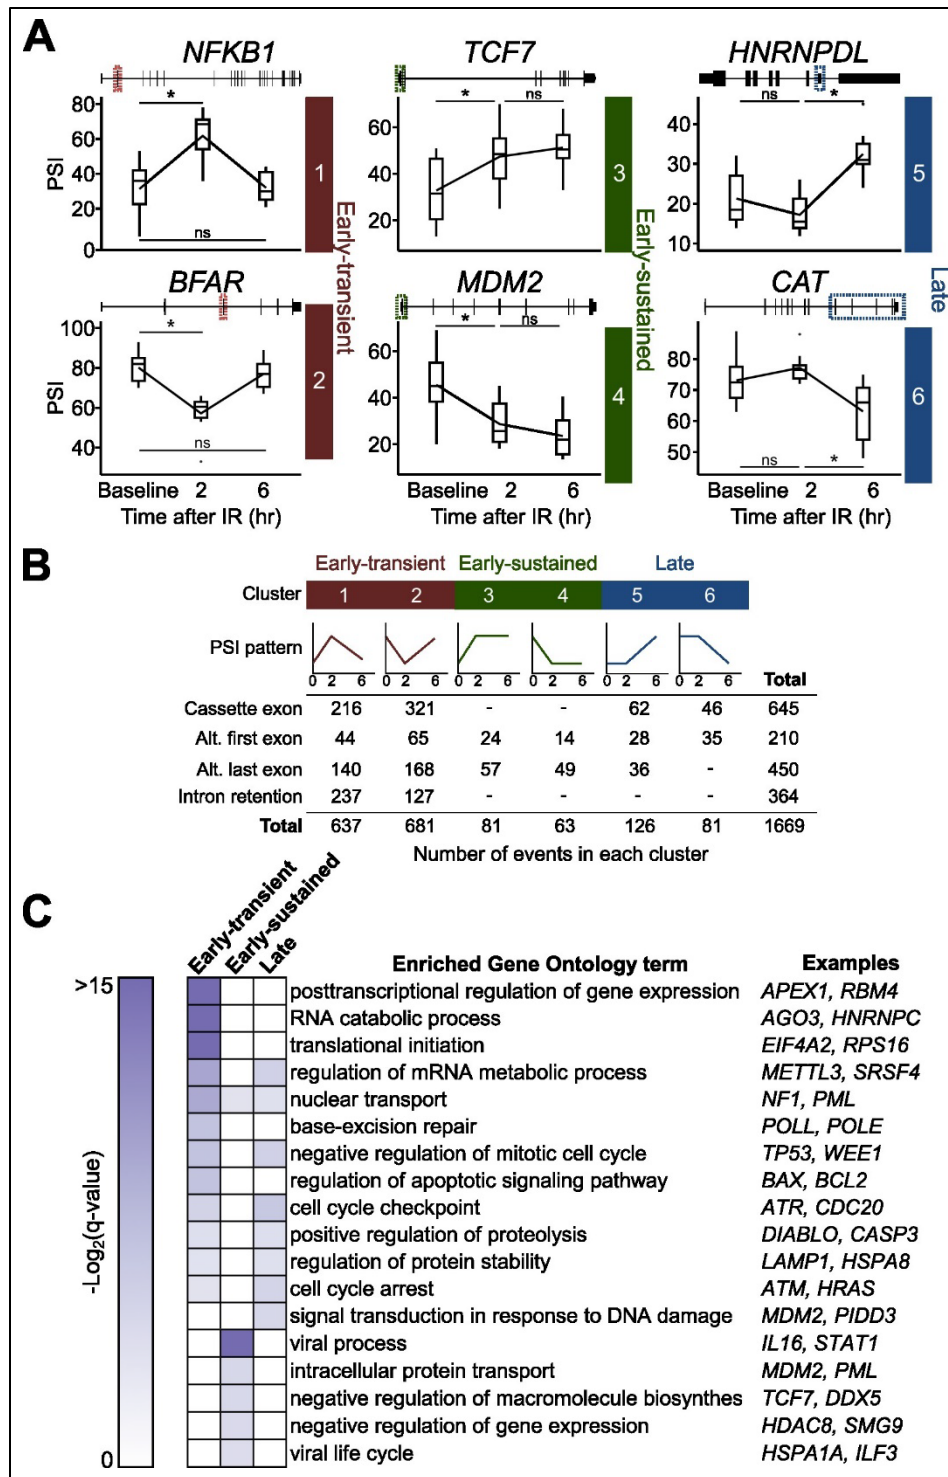 A
NFKB1
TCF7
HNRNPDL
80
60
40
20
0
PSI
*
ns
1
60
40
20
*
ns
3
40
30
20
10
ns
*
5
Early-transient
Early-sustained
Late
BFAR
MDM2
CAT
100
80
60
40
PSI
*
ns
2
60
40
20
*
ns
4
80
70
60
50
ns
*
6
Baseline 2 6
Baseline 2 6
Baseline 2 6
Time after IR (hr)
Time after IR (hr)
Time after IR (hr)
B
Early-transient Early-sustained Late
Cluster 1 2 3 4 5 6
PSI pattern
0 2 6 0 2 6 0 2 6 0 2 6 0 2 6 0 2 6 Total
Cassette exon 216 321 - - 62 46 645
Alt. first exon 44 65 24 14 28 35 210
Alt. last exon 140 168 57 49 36 - 450
Intron retention 237 127 - - - - 364
Total 637 681 81 63 126 81 1669
Number of events in each cluster
C
Early-transient
Early-sustained
Late
Enriched Gene Ontology term Examples
>15
-Log2(q-value)
0
posttranscriptional regulation of gene expression APEX1, RBM4
RNA catabolic process AGO3, HNRNPC
translational initiation EIF4A2, RPS16
regulation of mRNA metabolic process METTL3, SRSF4
nuclear transport NF1, PML
base-excision repair POLL, POLE
negative regulation of mitotic cell cycle TP53, WEE1
regulation of apoptotic signaling pathway BAX, BCL2
cell cycle checkpoint ATR, CDC20
positive regulation of proteolysis DIABLO, CASP3
regulation of protein stability LAMP1, HSPA8
cell cycle arrest ATM, HRAS
signal transduction in response to DNA damage MDM2, PIDD3
viral process IL16, STAT1
intracellular protein transport MDM2, PML
negative regulation of macromolecule biosynthes TCF7, DDX5
negative regulation of gene expression HDAC8, SMG9
viral life cycle HSPA1A, ILF3